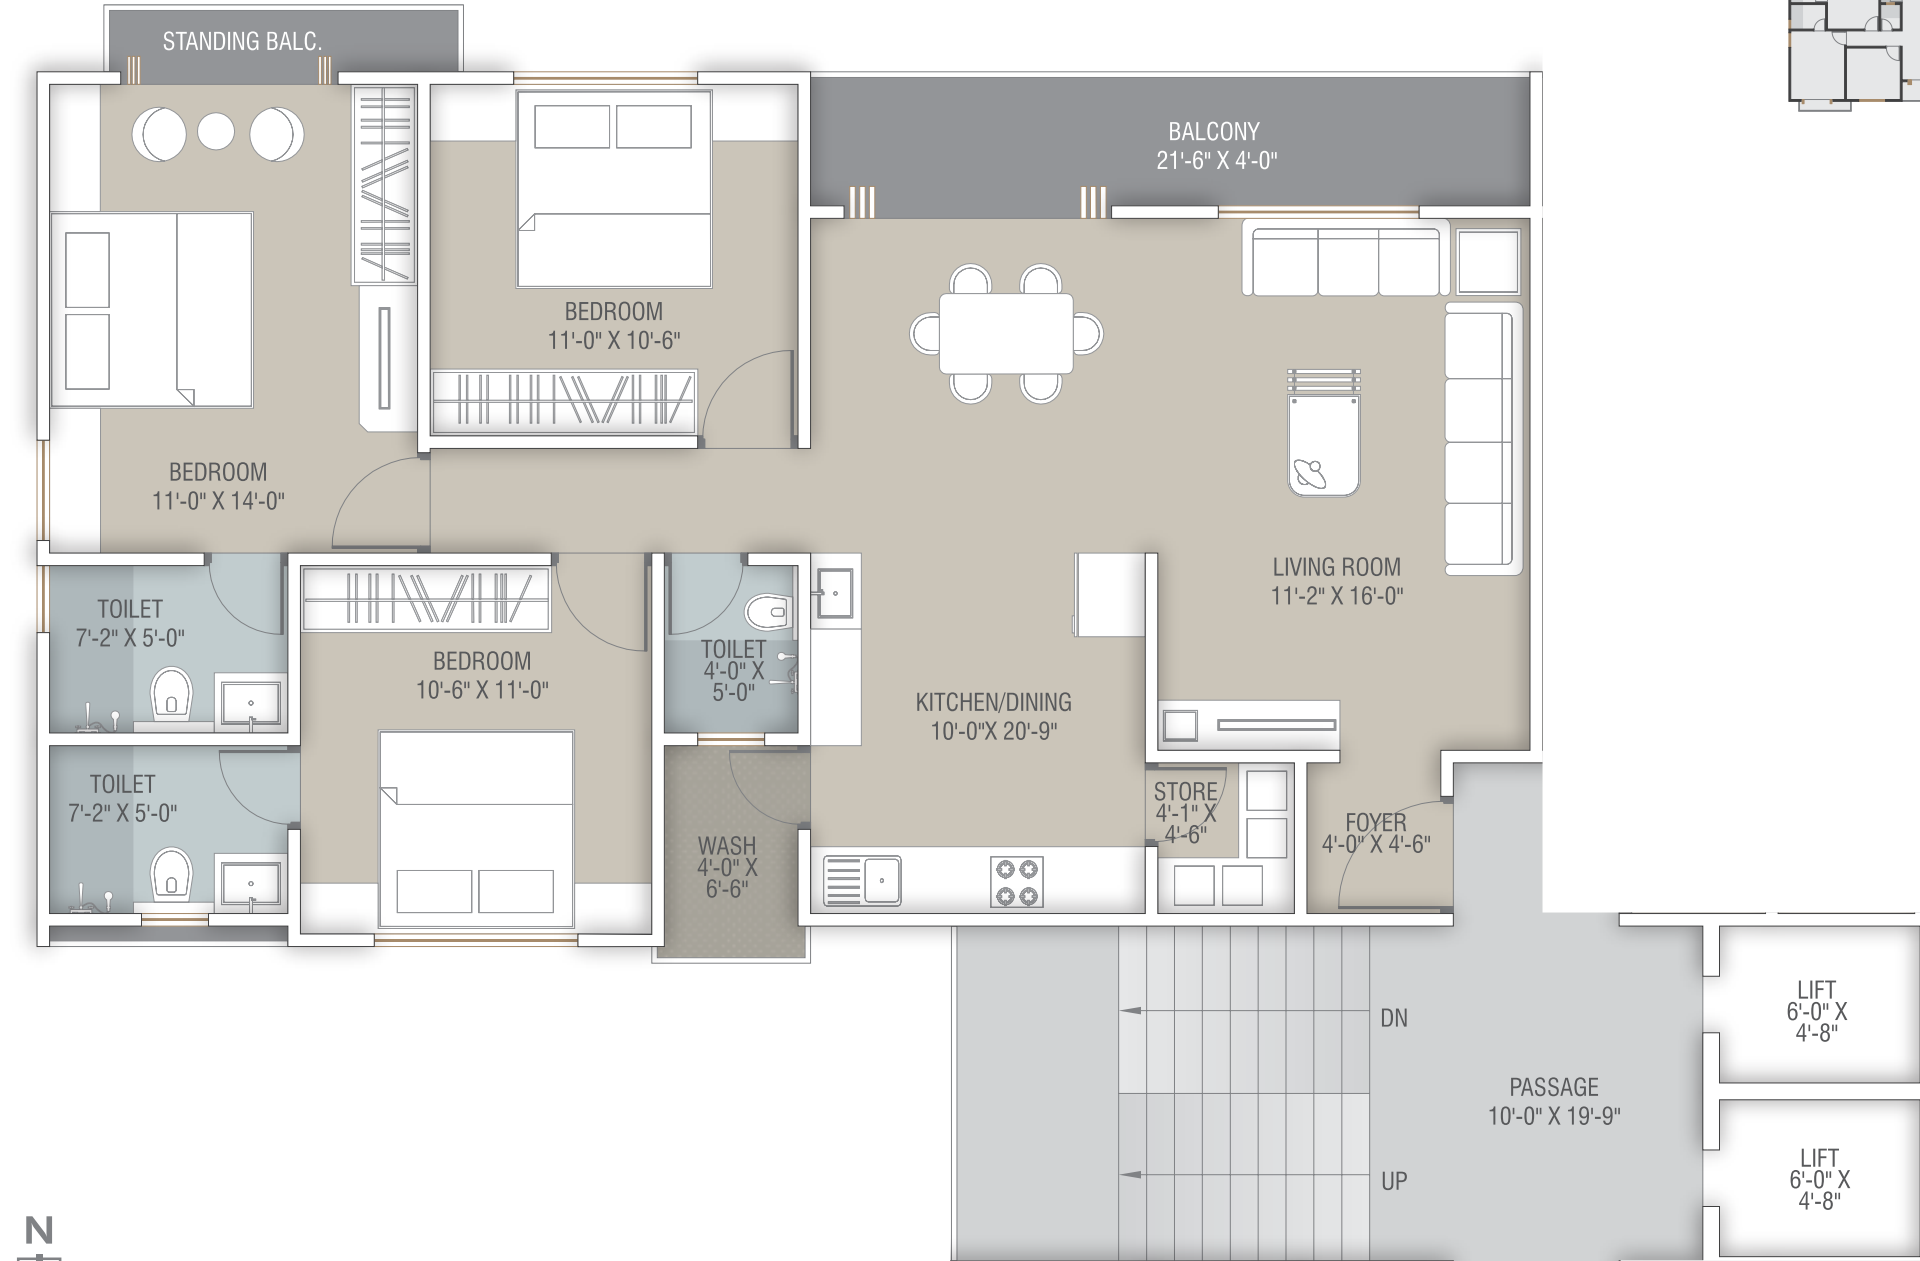 STANDING BALC.
BALCONY
21'-6" X 4'-0"
BEDROOM
11'-0" X 10'-6"
BEDROOM
11'-0" X 14'-0"
LIVING ROOM
11'-2" X 16'-0"
TOILET
7'-2" X 5'-0"
BEDROOM
10'-6" X 11'-0"
TOILET
4'-0" X
5'-0"
KITCHEN/DINING
10'-0"X 20'-9"
TOILET
7'-2" X 5'-0"
STORE
4'-1" X
4'-6"
FOYER
4'-0" X 4'-6"
WASH
4'-0" X
6'-6"
DN
LIFT
6'-0" X
4'-8"
PASSAGE
10'-0" X 19'-9"
UP
LIFT
6'-0" X
4'-8"
N